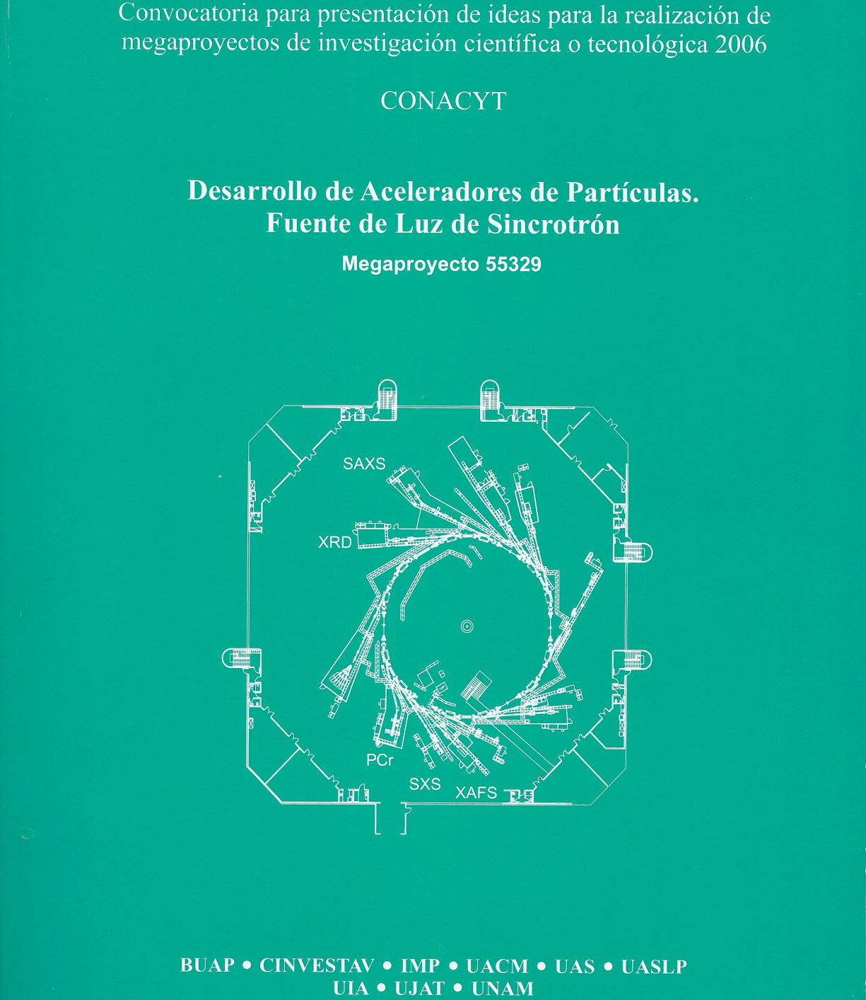 Convocatoria para presentación de ideas para la realización de
megaproyectos de investigación científica o tecnológica 2006
CONACYT
Desarrollo de Aceleradores de Partículas.
Fuente de Luz de Sincrotrón
Megaproyecto 55329
SAXS
XRD
PCr
SXS
XAFS
BUAP • CINVESTAV • IMP • UACM • UAS • UASLP
UIA • UJAT • UNAM